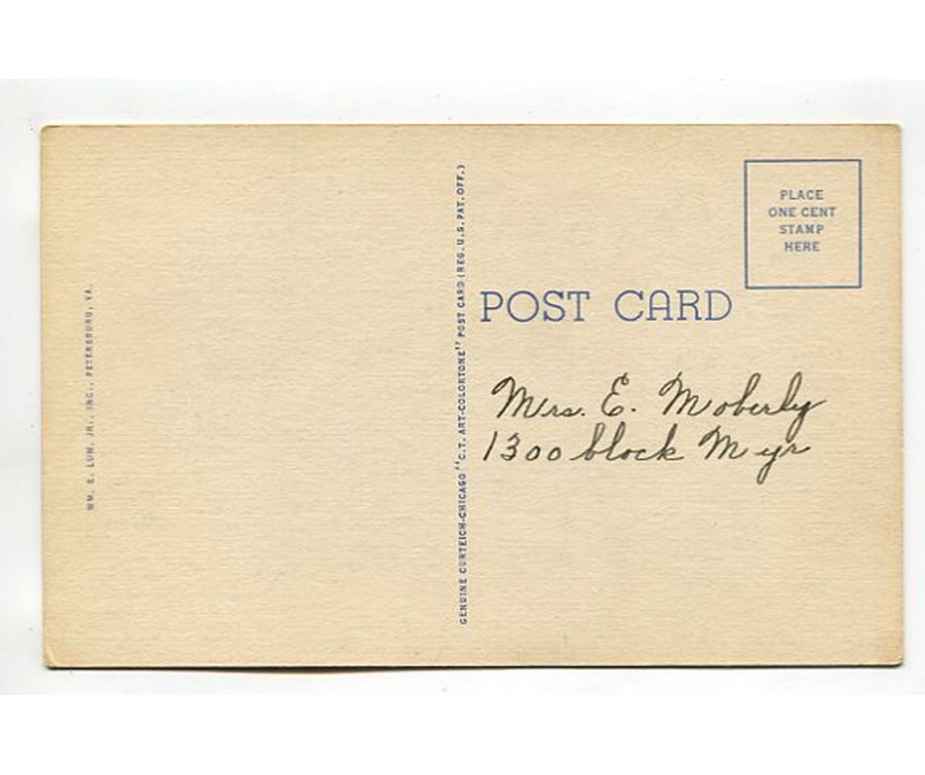 WM. E. LUM, JR., INC., PETERSBURG, VA.
GENUINE CURTEICH-CHICAGO "C.T. ART-COLORTONE" POST CARD (REG. U.S. PAT. OFF.)
PLACE
ONE CENT
STAMP
HERE
POST CARD
Mrs. E. Moberly
1300 block Myr